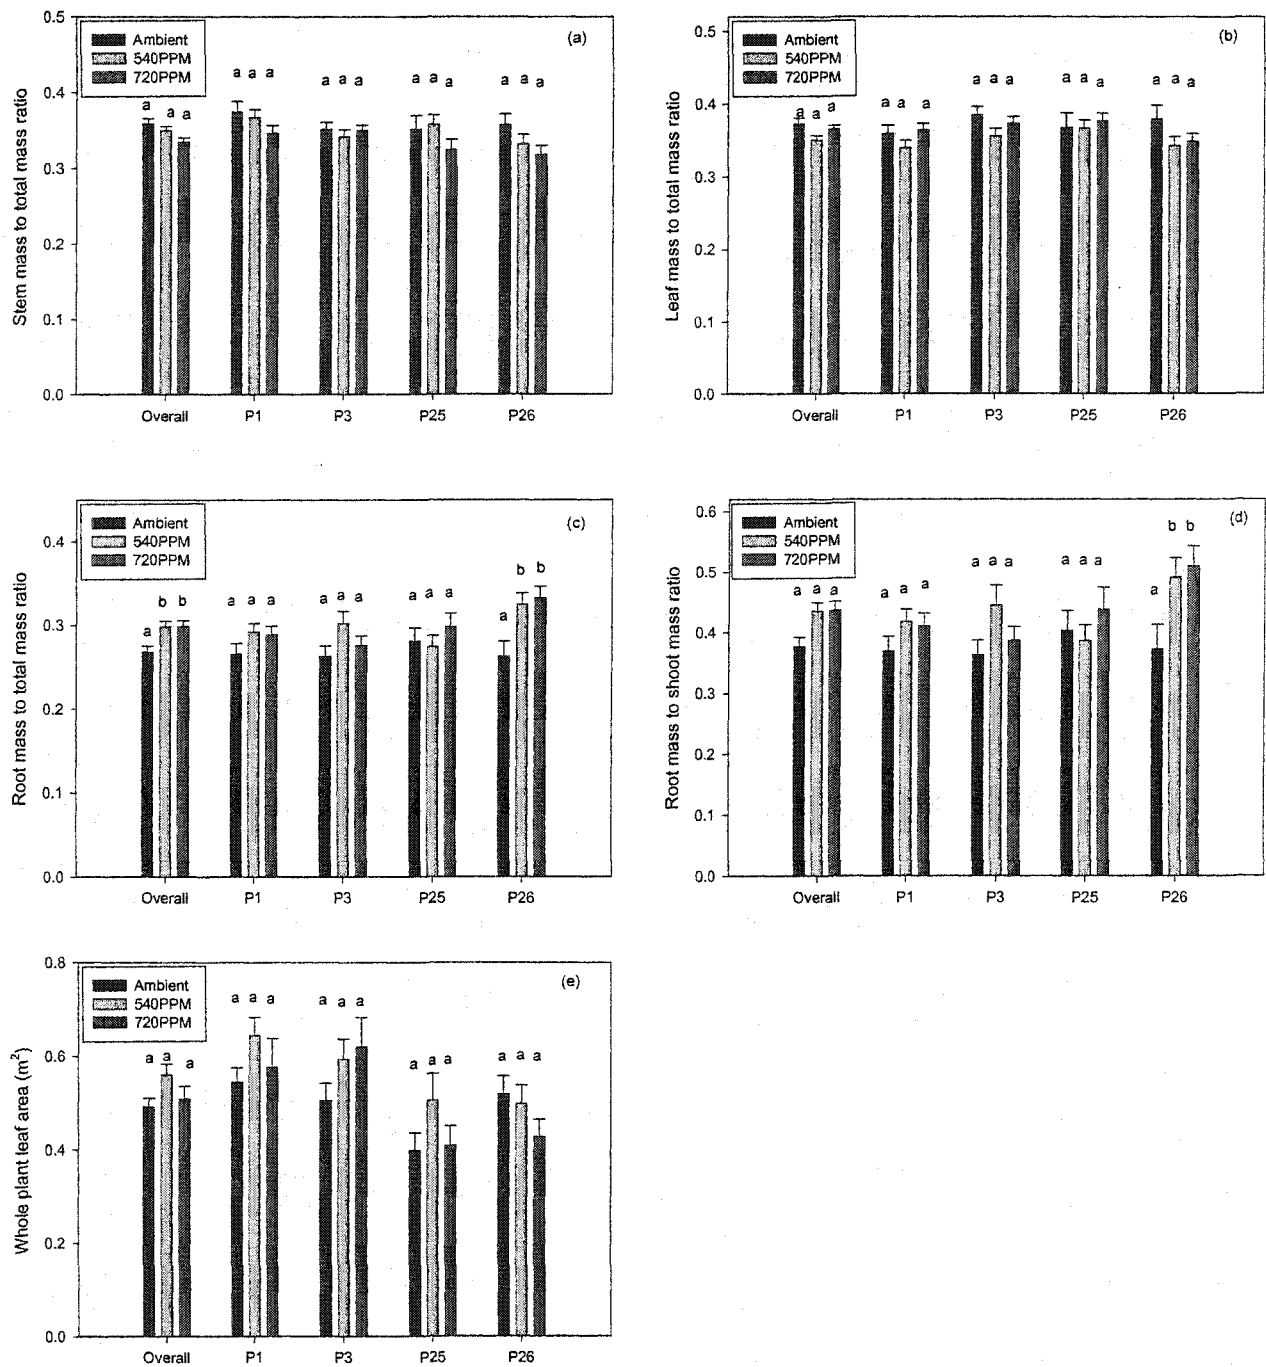 (a)
Ambient
540PPM
720PPM
Stem mass to total mass ratio
0.5
0.4
0.3
0.2
0.1
0.0
a a a
a a a
a a a
a a a
a a a
Overall P1 P3 P25 P26
(b)
Ambient
540PPM
720PPM
Leaf mass to total mass ratio
0.5
0.4
0.3
0.2
0.1
0.0
a a a
a a a
a a a
a a a
a a a
Overall P1 P3 P25 P26
(c)
Ambient
540PPM
720PPM
Root mass to total mass ratio
0.4
0.3
0.2
0.1
0.0
a b b
a a a
a a a
a a a
a b b
Overall P1 P3 P25 P26
(d)
Ambient
540PPM
720PPM
Root mass to shoot mass ratio
0.6
0.5
0.4
0.3
0.2
0.1
0.0
a a a
a a a
a a a
a a a
a b b
Overall P1 P3 P25 P26
(e)
Ambient
540PPM
720PPM
Whole plant leaf area (m²)
0.8
0.6
0.4
0.2
0.0
a a a
a a a
a a a
a a a
a a a
Overall P1 P3 P25 P26